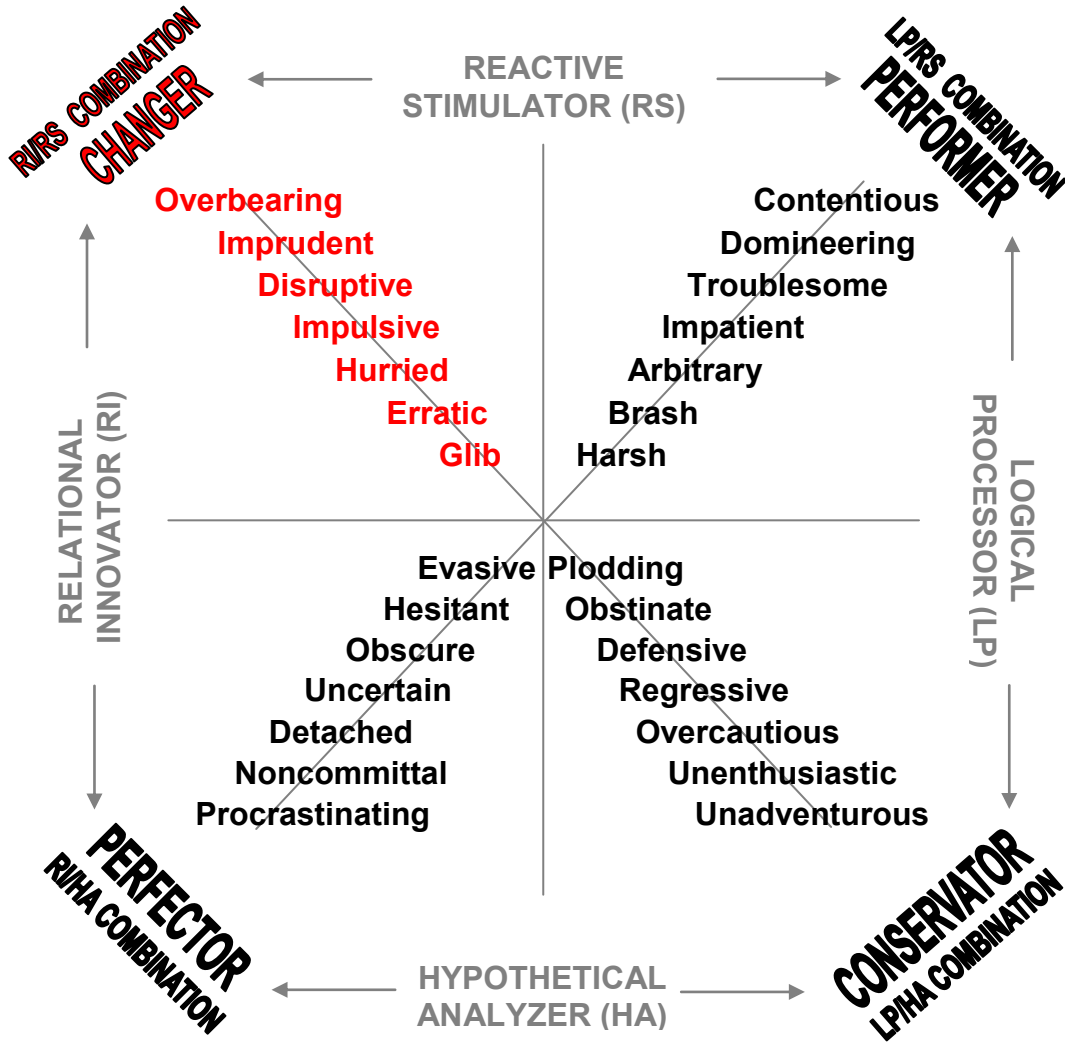 RI/RS COMBINATION
CHANGER
REACTIVE
STIMULATOR (RS)
LP/RS COMBINATION
PERFORMER
Overbearing
Imprudent
Disruptive
Impulsive
Hurried
Erratic
Glib
Contentious
Domineering
Troublesome
Impatient
Arbitrary
Brash
Harsh
RELATIONAL
INNOVATOR (RI)
LOGICAL
PROCESSOR (LP)
Evasive
Hesitant
Obscure
Uncertain
Detached
Noncommittal
Procrastinating
Plodding
Obstinate
Defensive
Regressive
Overcautious
Unenthusiastic
Unadventurous
PERFECTOR
RI/HA COMBINATION
HYPOTHETICAL
ANALYZER (HA)
CONSERVATOR
LP/HA COMBINATION